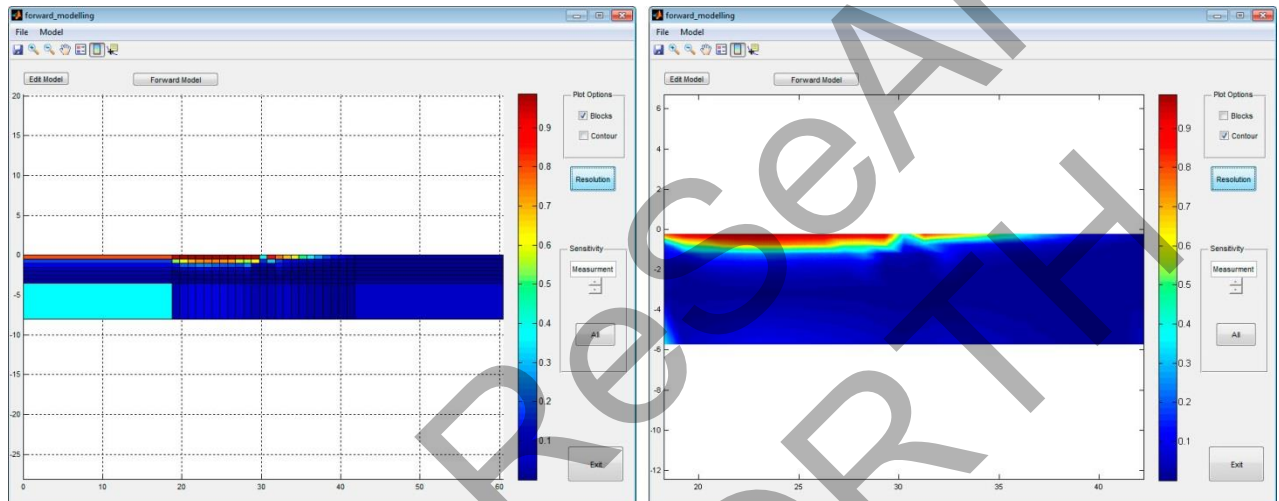 forward_modelling
File Model
Edit Model
Forward Model
Plot Options
Blocks
Contour
Resolution
Sensitivity
Measurment
All
Exit
20
15
10
5
0
-5
-10
-15
-20
-25
0 10 20 30 40 50 60
0.9
0.8
0.7
0.6
0.5
0.4
0.3
0.2
0.1
forward_modelling
File Model
Edit Model
Forward Model
Plot Options
Blocks
Contour
Resolution
Sensitivity
Measurment
All
Exit
6
4
2
0
-2
-4
-6
-8
-10
-12
20 25 30 35 40
0.9
0.8
0.7
0.6
0.5
0.4
0.3
0.2
0.1